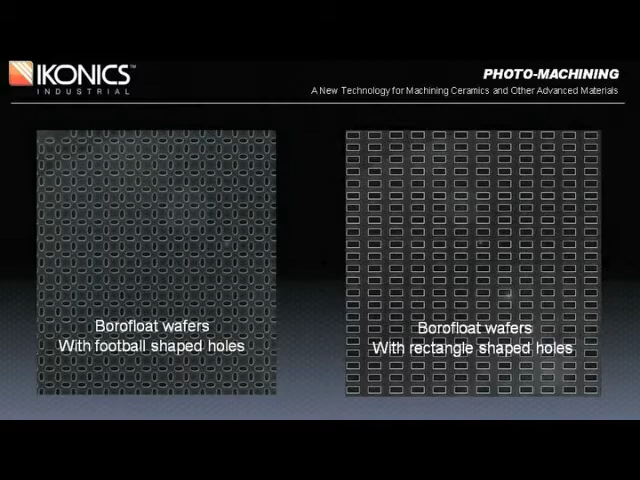 IKONICS™
INDUSTRIAL
PHOTO-MACHINING
A New Technology for Machining Ceramics and Other Advanced Materials
Borofloat wafers
With football shaped holes
Borofloat wafers
With rectangle shaped holes